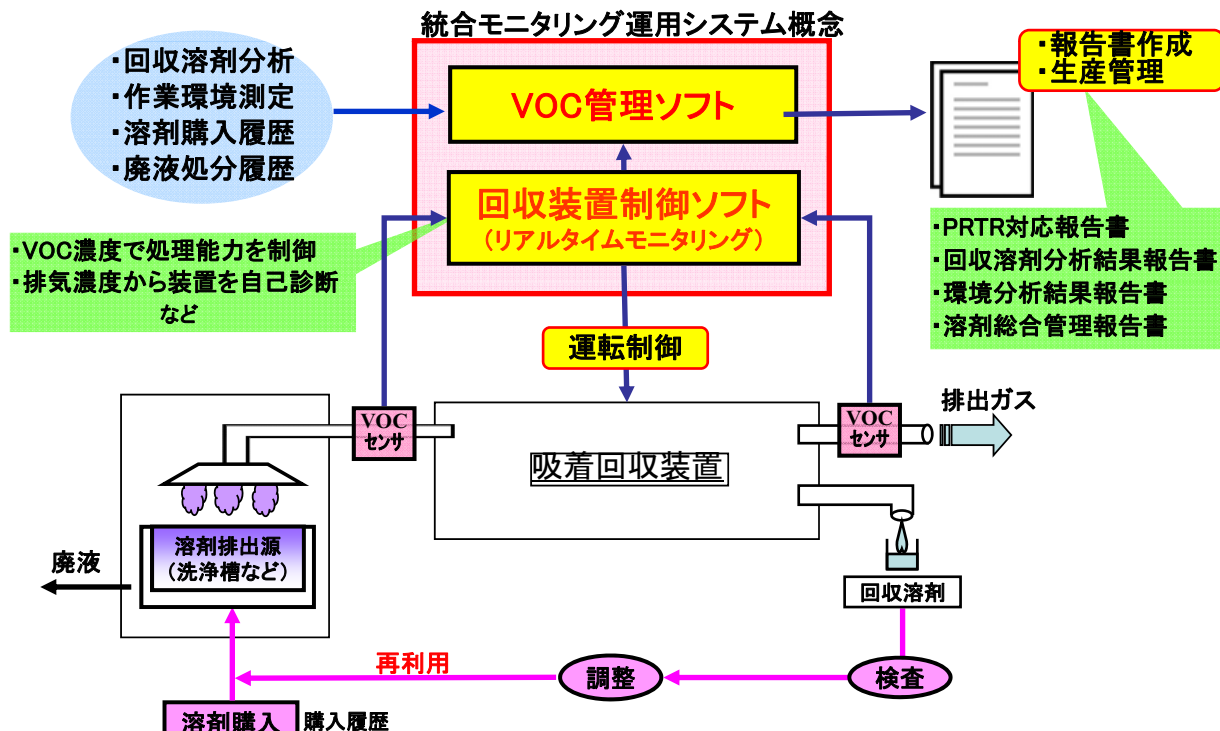 統合モニタリング運用システム概念
・回収溶剤分析
・作業環境測定
・溶剤購入履歴
・廃液処分履歴
VOC管理ソフト
・報告書作成
・生産管理
回収装置制御ソフト
(リアルタイムモニタリング)
・VOC濃度で処理能力を制御
・排気濃度から装置を自己診断
など
・PRTR対応報告書
・回収溶剤分析結果報告書
・環境分析結果報告書
・溶剤総合管理報告書
運転制御
VOC
センサ
吸着回収装置
VOC
センサ
排出ガス
溶剤排出源
(洗浄槽など)
廃液
回収溶剤
再利用
調整
検査
溶剤購入
購入履歴